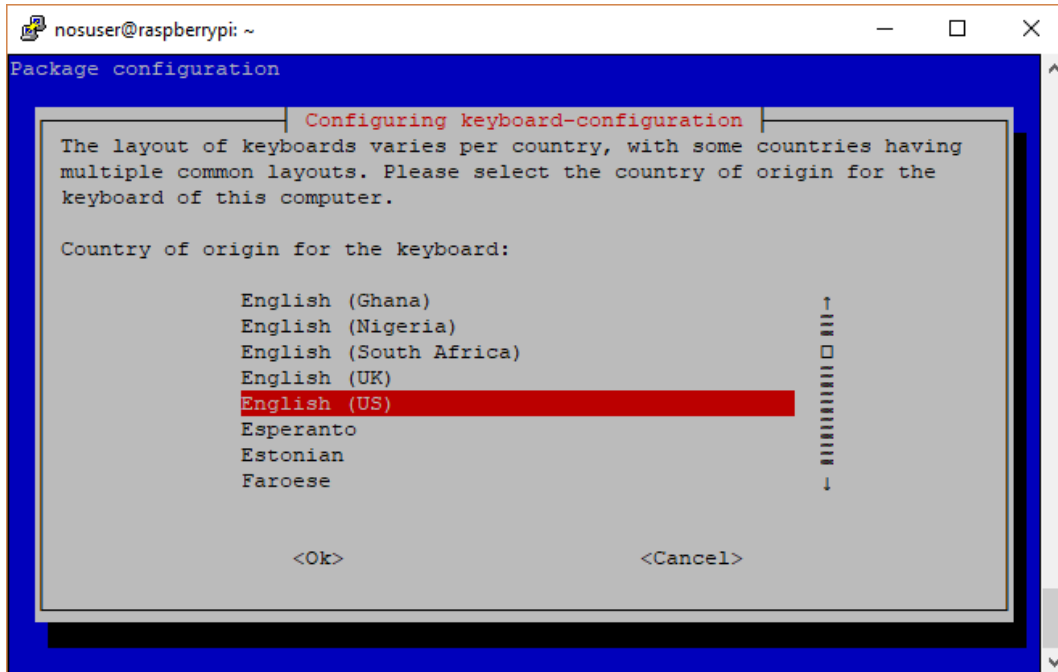 nosuser@raspberrypi: ~
Package configuration
Configuring keyboard-configuration
The layout of keyboards varies per country, with some countries having
multiple common layouts. Please select the country of origin for the
keyboard of this computer.
Country of origin for the keyboard:
English (Ghana)
English (Nigeria)
English (South Africa)
English (UK)
English (US)
Esperanto
Estonian
Faroese
<Ok> <Cancel>